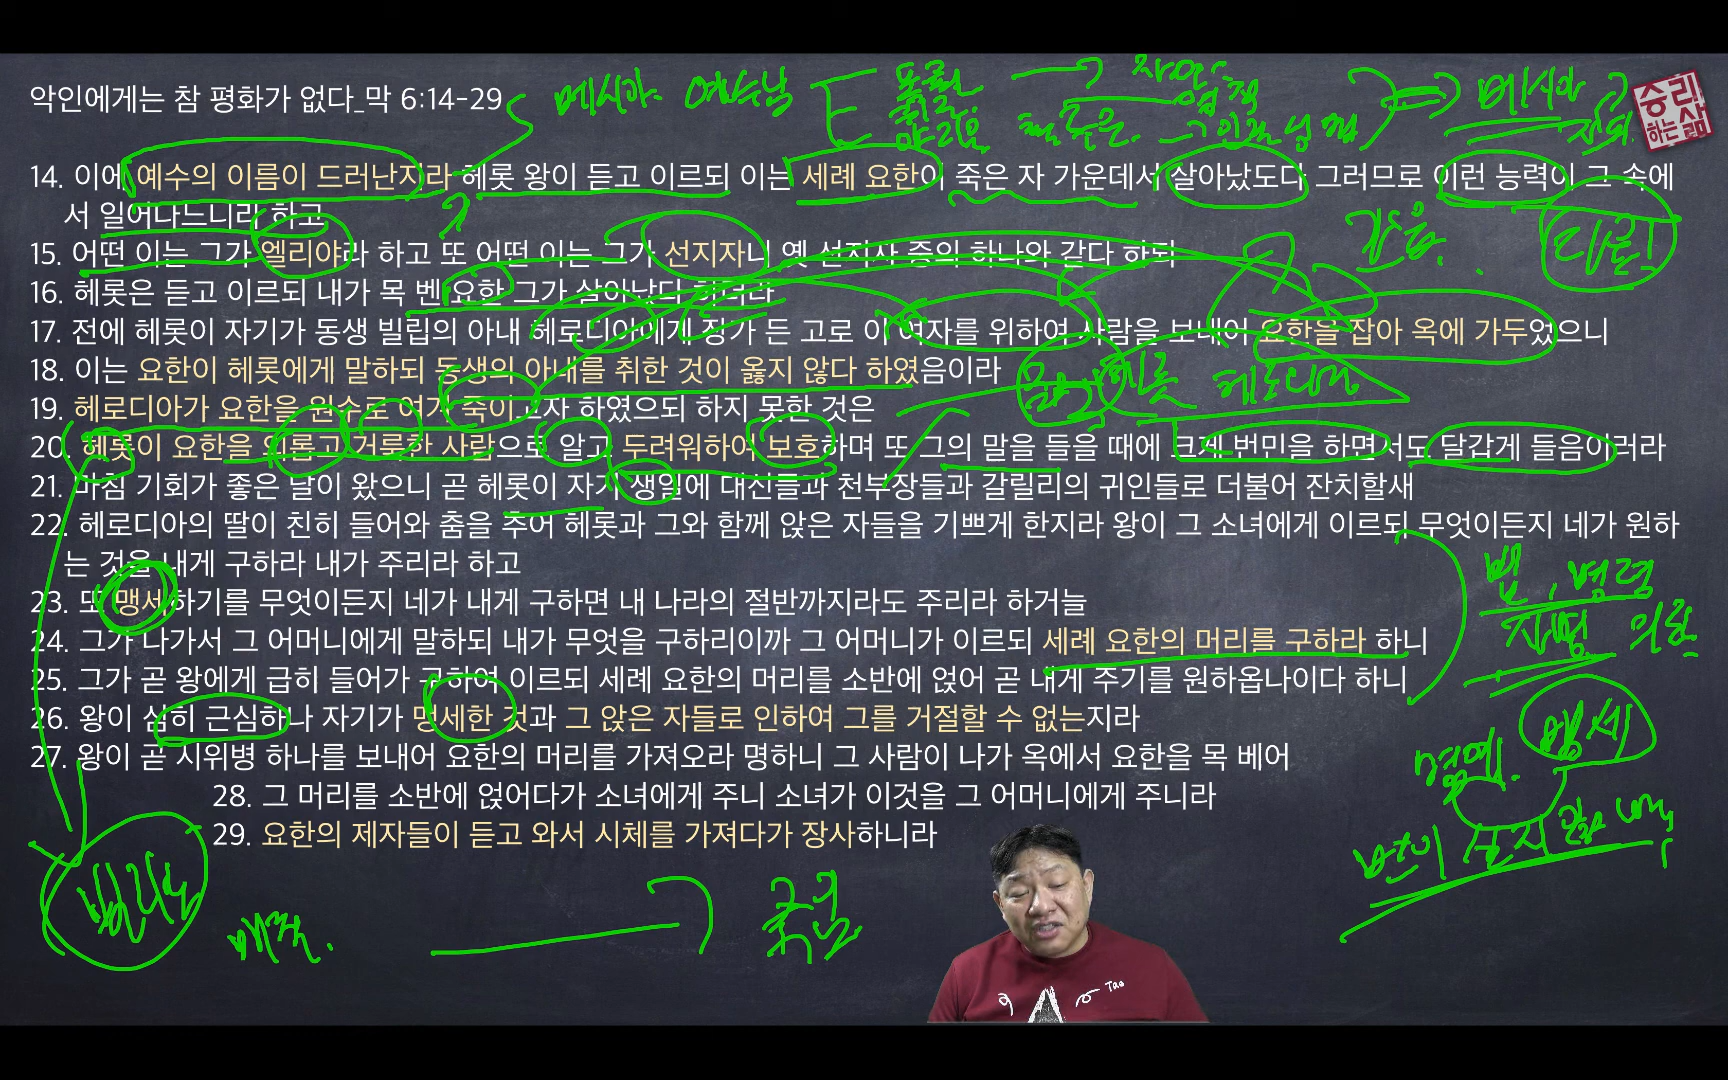 악인에게는 참 평화가 없다_막 6:14-29
메시과. 예수님
메시아
승리하는 삶
14. 이에 예수의 이름이 드러난지라 헤롯 왕이 듣고 이르되 이는 세례 요한이 죽은 자 가운데서 살아났도다 그러므로 이런 능력이 그 속에
서 일어나느니라 하고
15. 어떤 이는 그가 엘리야라 하고 또 어떤 이는 그가 선지자니 옛 선지자 중의 하나와 같다 하되
16. 헤롯은 듣고 이르되 내가 목 벤 요한 그가 살아났다 하더라
17. 전에 헤롯이 자기가 동생 빌립의 아내 헤로디아에게 장가 든 고로 이 여자를 위하여 사람을 보내어 요한을 잡아 옥에 가두었으니
18. 이는 요한이 헤롯에게 말하되 동생의 아내를 취한 것이 옳지 않다 하였음이라
헤롯 헤로디아
19. 헤로디아가 요한을 원수로 여겨 죽이고자 하였으되 하지 못한 것은
20. 헤롯이 요한을 의롭고 거룩한 사람으로 알고 두려워하여 보호하며 또 그의 말을 들을 때에 크게 번민을 하면서도 달갑게 들음이러라
21. 마침 기회가 좋은 날이 왔으니 곧 헤롯이 자기 생일에 대신들과 천부장들과 갈릴리의 귀인들로 더불어 잔치할새
22. 헤로디아의 딸이 친히 들어와 춤을 추어 헤롯과 그와 함께 앉은 자들을 기쁘게 한지라 왕이 그 소녀에게 이르되 무엇이든지 네가 원하
는 것을 내게 구하라 내가 주리라 하고
법, 명령
23. 또 맹세하기를 무엇이든지 네가 내게 구하면 내 나라의 절반까지라도 주리라 하거늘
24. 그가 나가서 그 어머니에게 말하되 내가 무엇을 구하리이까 그 어머니가 이르되 세례 요한의 머리를 구하라 하니
25. 그가 곧 왕에게 급히 들어가 구하여 이르되 세례 요한의 머리를 소반에 얹어 곧 내게 주기를 원하옵나이다 하니
26. 왕이 심히 근심하나 자기가 맹세한 것과 그 앉은 자들로 인하여 그를 거절할 수 없는지라
맹세
명예.
27. 왕이 곧 시위병 하나를 보내어 요한의 머리를 가져오라 명하니 그 사람이 나가 옥에서 요한을 목 베어
28. 그 머리를 소반에 얹어다가 소녀에게 주니 소녀가 이것을 그 어머니에게 주니라
29. 요한의 제자들이 듣고 와서 시체를 가져다가 장사하니라
Tao